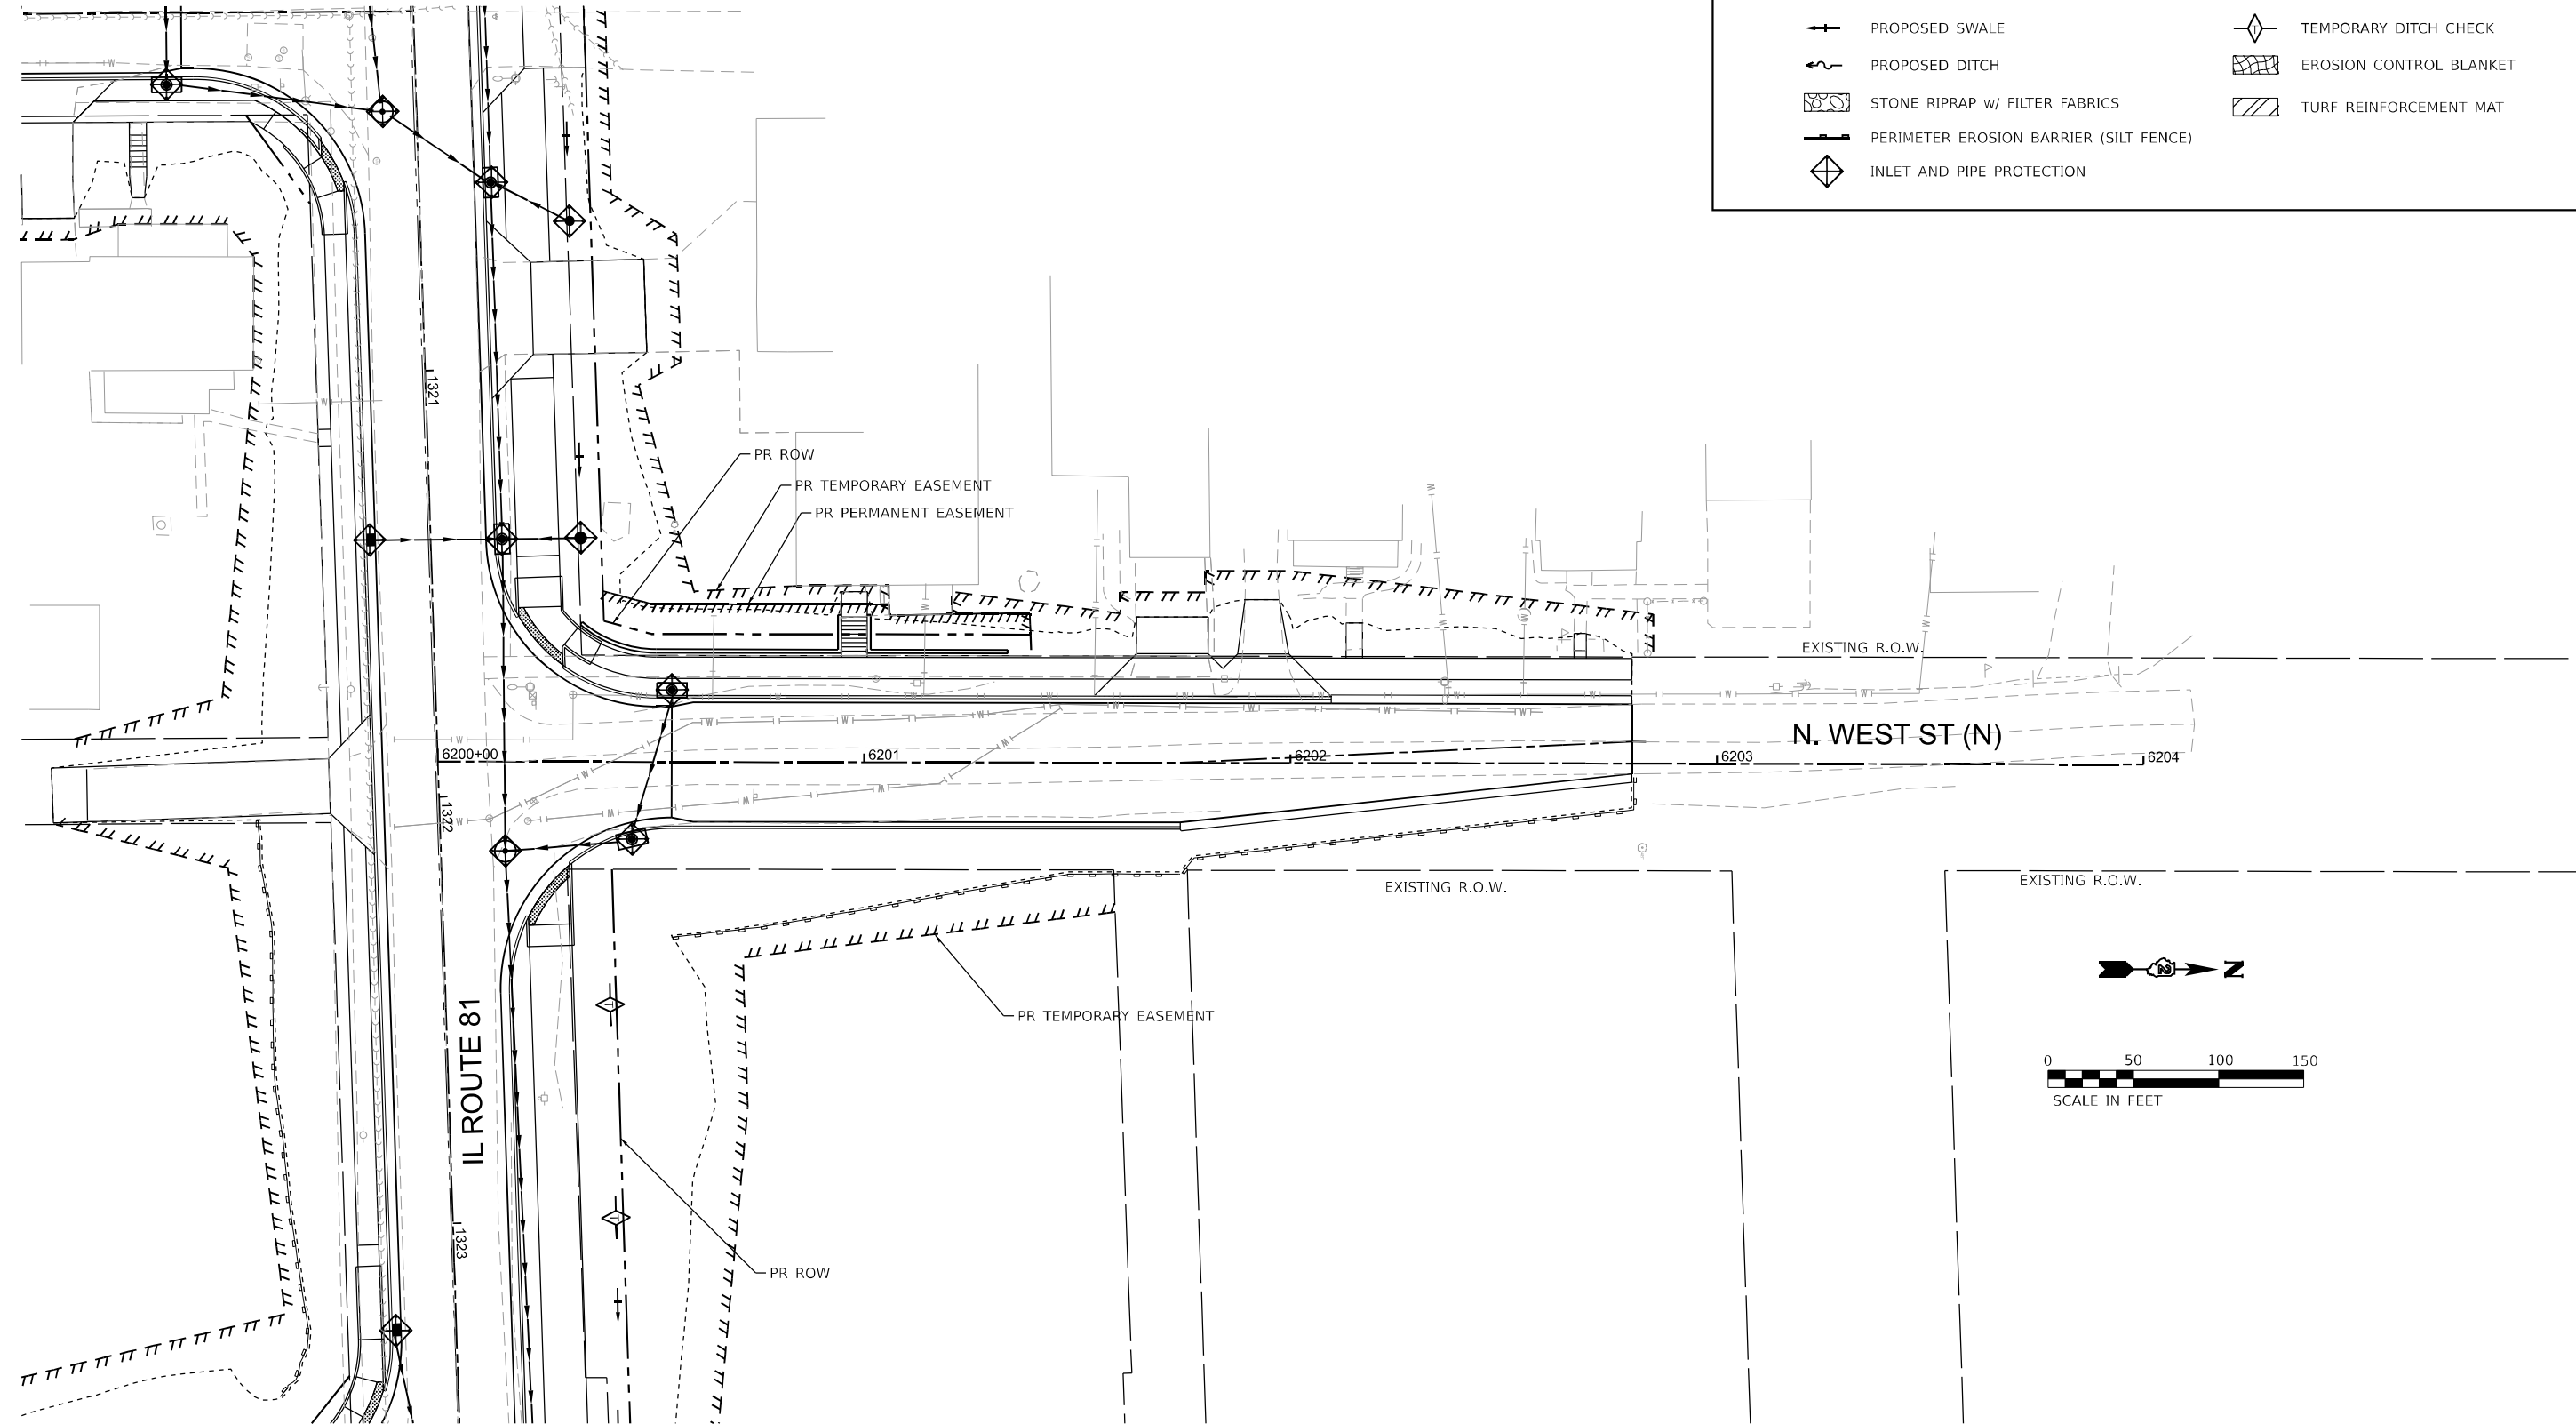 PROPOSED SWALE
PROPOSED DITCH
STONE RIPRAP w/ FILTER FABRICS
PERIMETER EROSION BARRIER (SILT FENCE)
INLET AND PIPE PROTECTION
TEMPORARY DITCH CHECK
EROSION CONTROL BLANKET
TURF REINFORCEMENT MAT
1321
PR ROW
PR TEMPORARY EASEMENT
PR PERMANENT EASEMENT
EXISTING R.O.W.
N. WEST ST (N)
6200+00
6201
6202
6203
6204
1322
EXISTING R.O.W.
EXISTING R.O.W.
IL ROUTE 81
PR TEMPORARY EASEMENT
N
0 50 100 150
SCALE IN FEET
1323
PR ROW